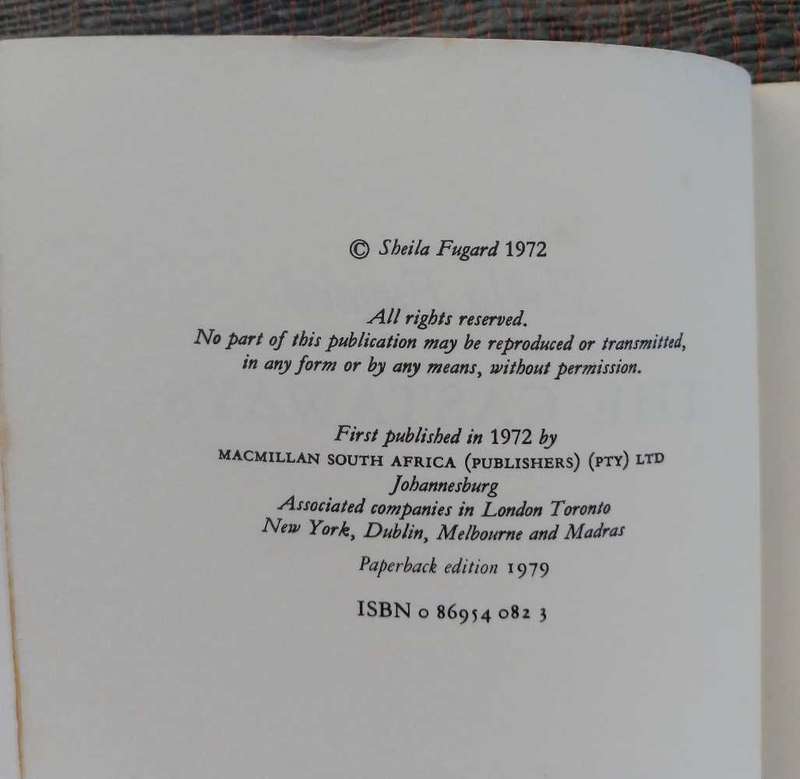 © Sheila Fugard 1972
All rights reserved.
No part of this publication may be reproduced or transmitted,
in any form or by any means, without permission.
First published in 1972 by
MACMILLAN SOUTH AFRICA (PUBLISHERS) (PTY) LTD
Johannesburg
Associated companies in London Toronto
New York, Dublin, Melbourne and Madras
Paperback edition 1979
ISBN 0 86954 082 3